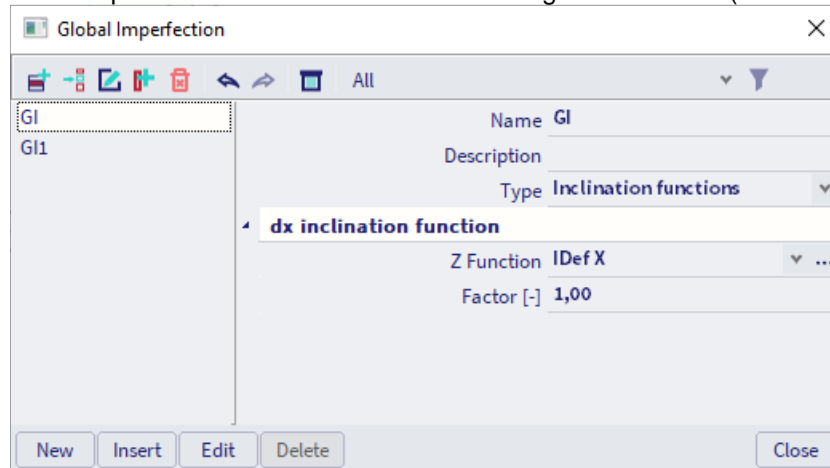 Global Imperfection
All
GI
GI1
Name GI
Description
Type Inclination functions
dx inclination function
Z Function IDef X ...
Factor [-] 1,00
New Insert Edit Delete Close